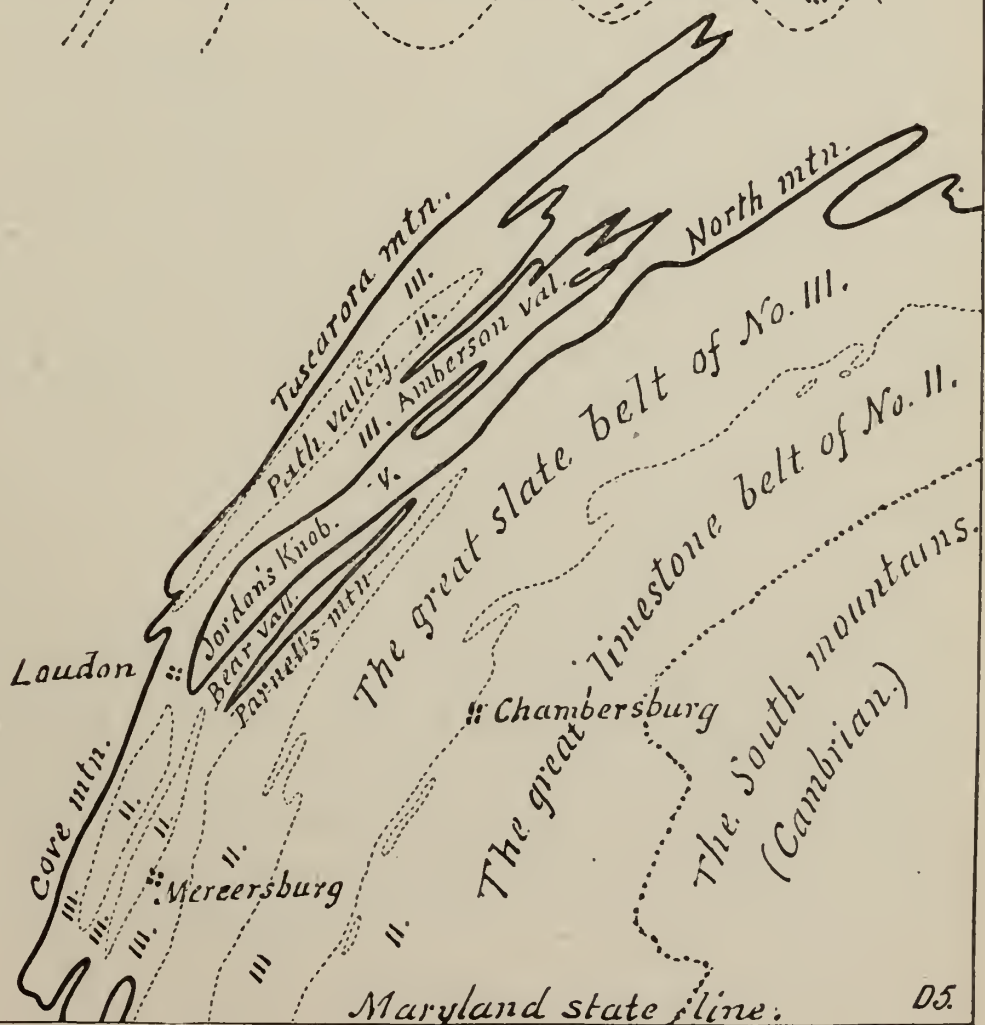 Tuscarora mtn.
North mtn.
III.
II.
Path valley
Amberson val.
III.
V.
The great slate belt of No. III.
The great limestone belt of No. II.
The South mountains.
(Cambrian.)
Jordon's Knob.
Bear vall.
Parnell's mtn
Loudon
Chambersburg
Cove mtn.
II.
II.
II.
Mercersburg
III.
III.
III.
III
II.
Maryland state line.
D5.